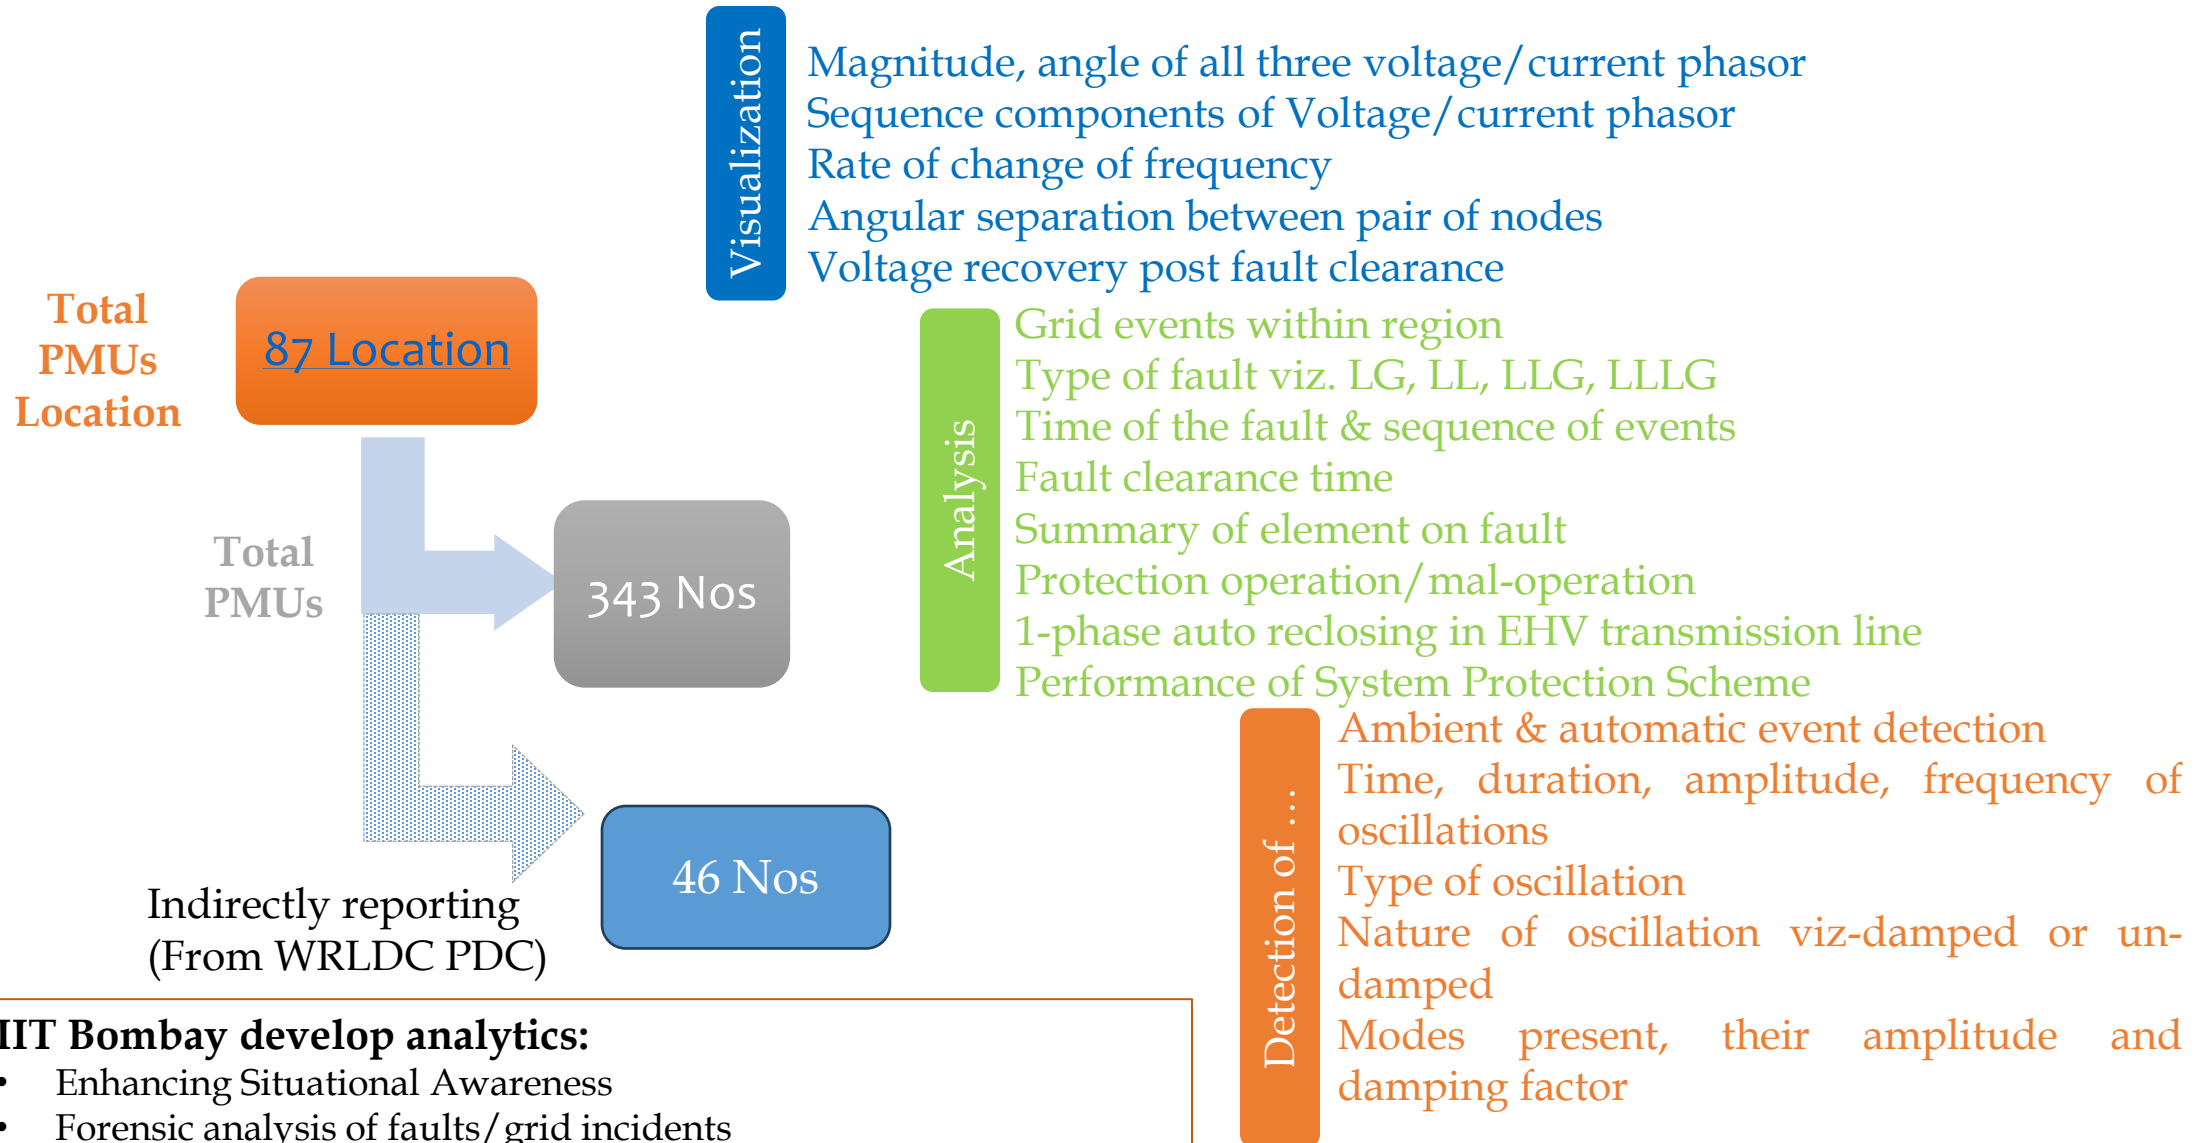 Visualization
Magnitude, angle of all three voltage/current phasor
Sequence components of Voltage/current phasor
Rate of change of frequency
Angular separation between pair of nodes
Voltage recovery post fault clearance
Total
PMUs
Location
87 Location
Analysis
Grid events within region
Type of fault viz. LG, LL, LLG, LLLG
Time of the fault & sequence of events
Fault clearance time
Summary of element on fault
Protection operation/mal-operation
1-phase auto reclosing in EHV transmission line
Performance of System Protection Scheme
Total
PMUs
343 Nos
46 Nos
Indirectly reporting
(From WRLDC PDC)
Detection of ...
Ambient & automatic event detection
Time, duration, amplitude, frequency of
oscillations
Type of oscillation
Nature of oscillation viz-damped or un-
damped
Modes present, their amplitude and
damping factor
IIT Bombay develop analytics:
• Enhancing Situational Awareness
• Forensic analysis of faults/grid incidents